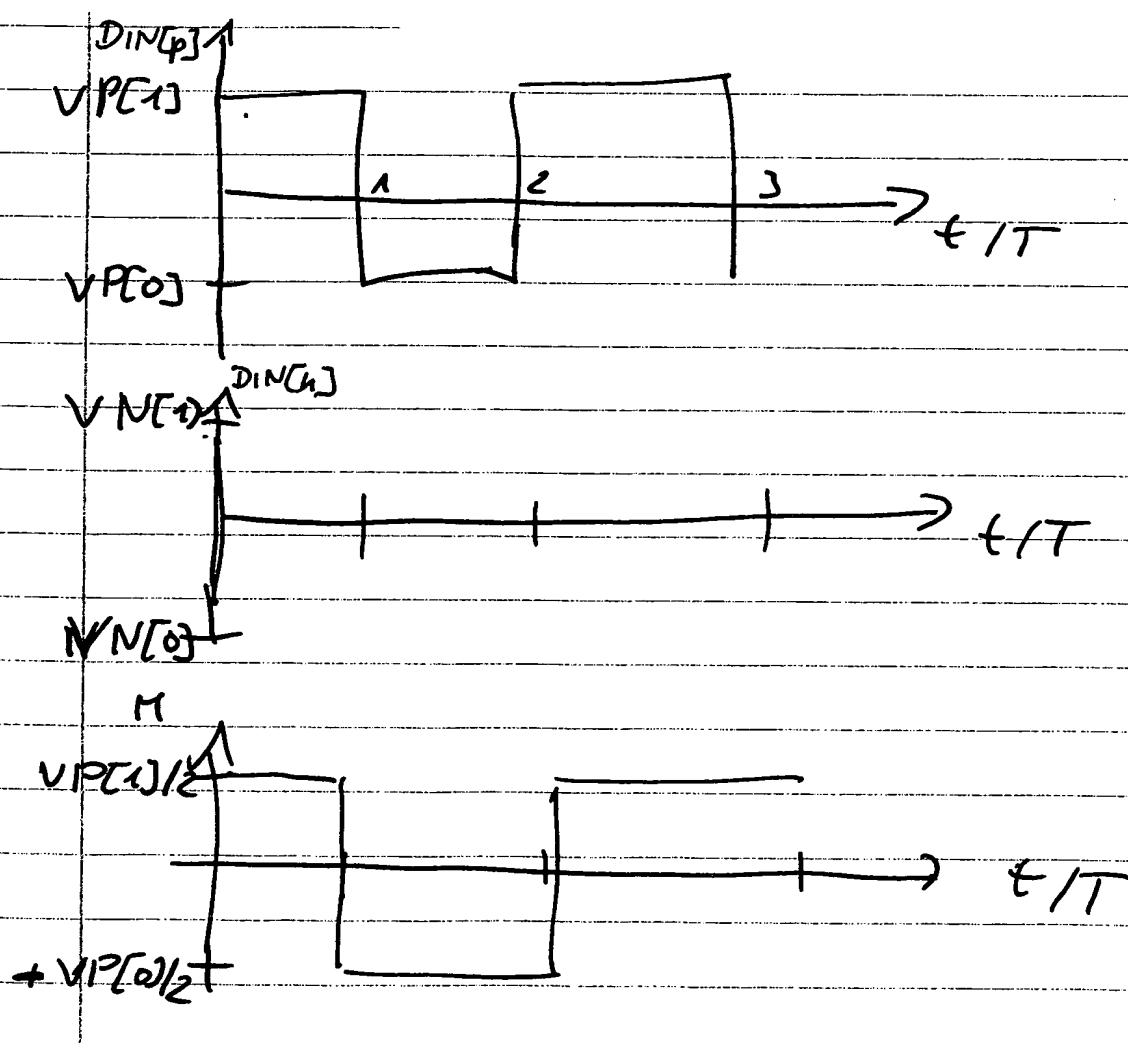 DIN[p]
VP[1]
1 2 3
t/T
VP[0]
DIN[n]
VN[1]
t/T
VN[0]
M
VP[1]/2
t/T
+ VP[0]/2